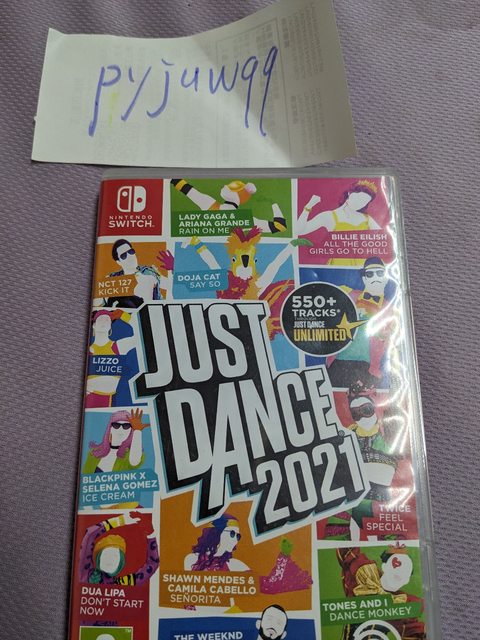 pyjuwqq
NINTENDO
SWITCH
LADY GAGA &
ARIANA GRANDE
RAIN ON ME
BILLIE EILISH
ALL THE GOOD
GIRLS GO TO HELL
NCT 127
KICK IT
DOJA CAT
SAY SO
550+
TRACKS
JUST DANCE
UNLIMITED
LIZZO
JUICE
JUST
DANCE
2021
BLACKPINK X
SELENA GOMEZ
ICE CREAM
TWICE
FEEL
SPECIAL
DUA LIPA
DON'T START
NOW
SHAWN MENDES &
CAMILA CABELLO
SEÑORITA
TONES AND I
DANCE MONKEY
THE WEEKND